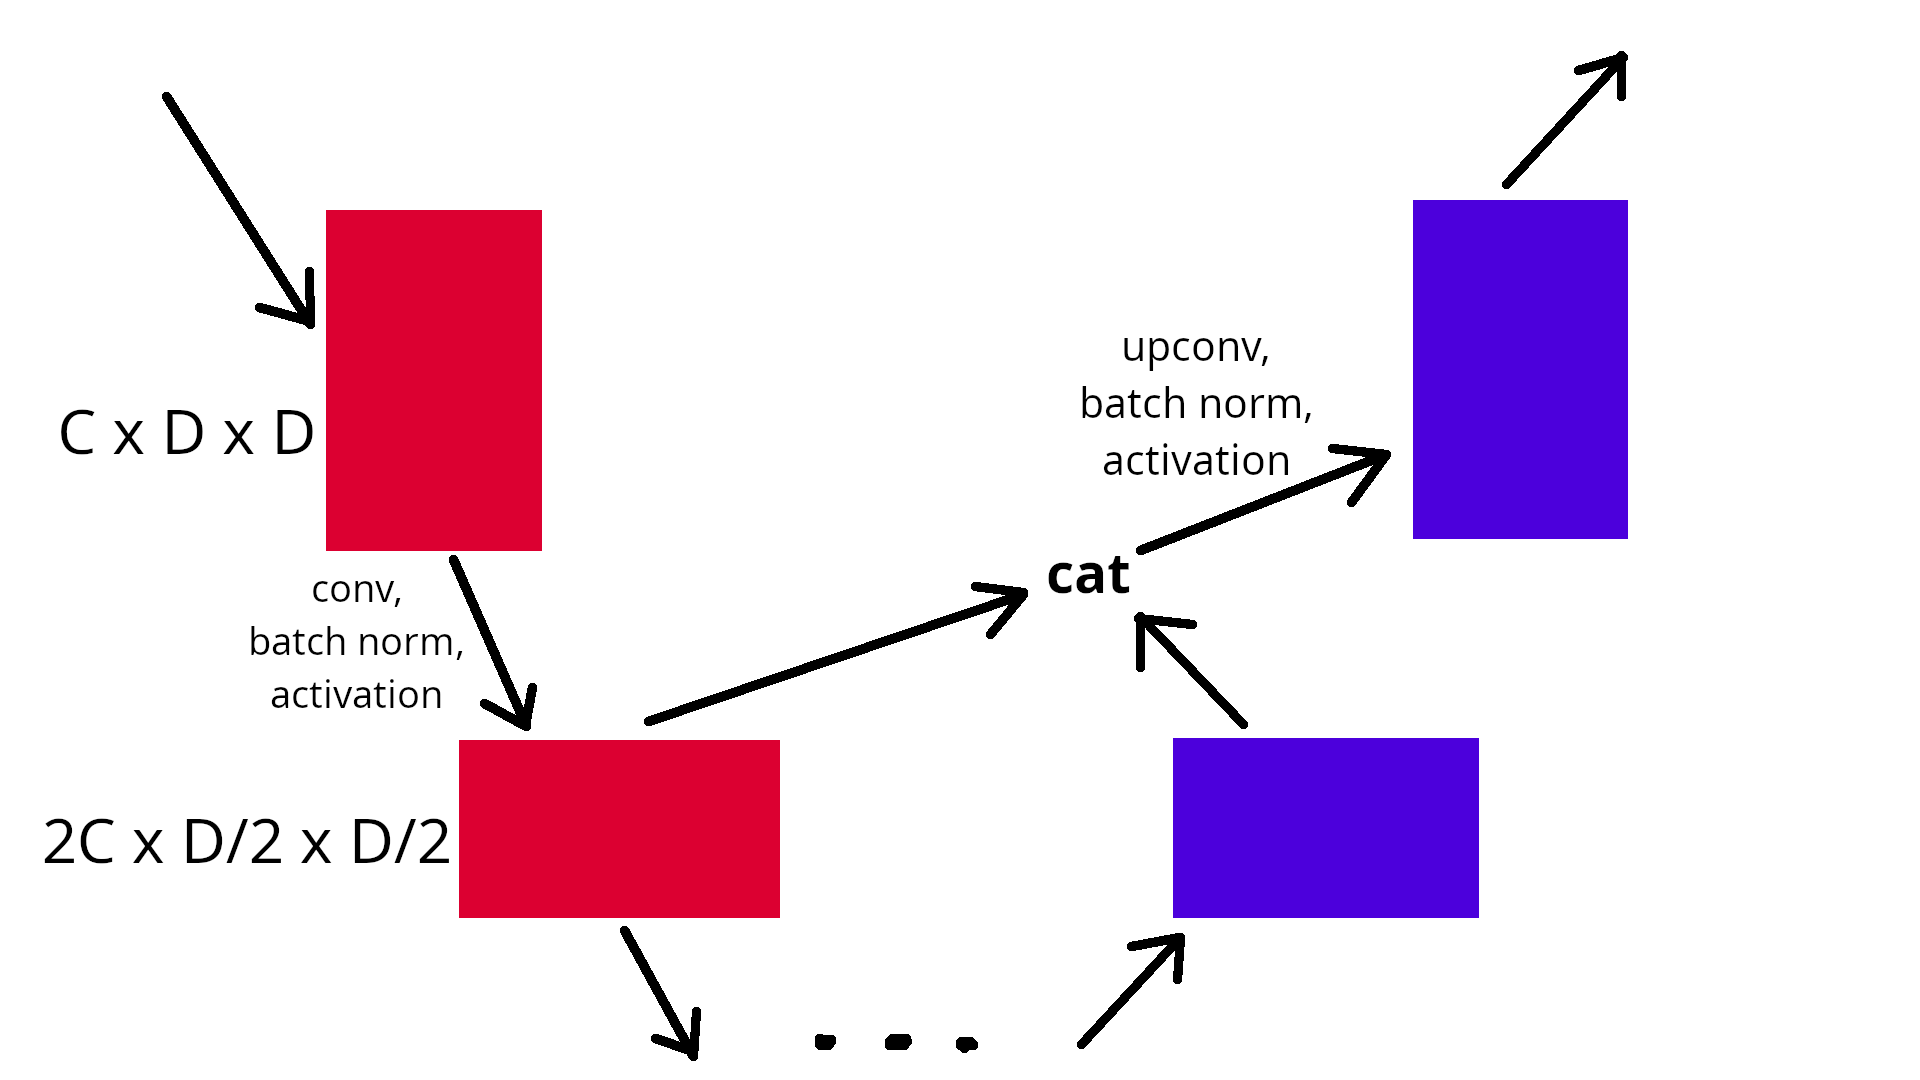 C x D x D
conv,
batch norm,
activation
2C x D/2 x D/2
cat
upconv,
batch norm,
activation